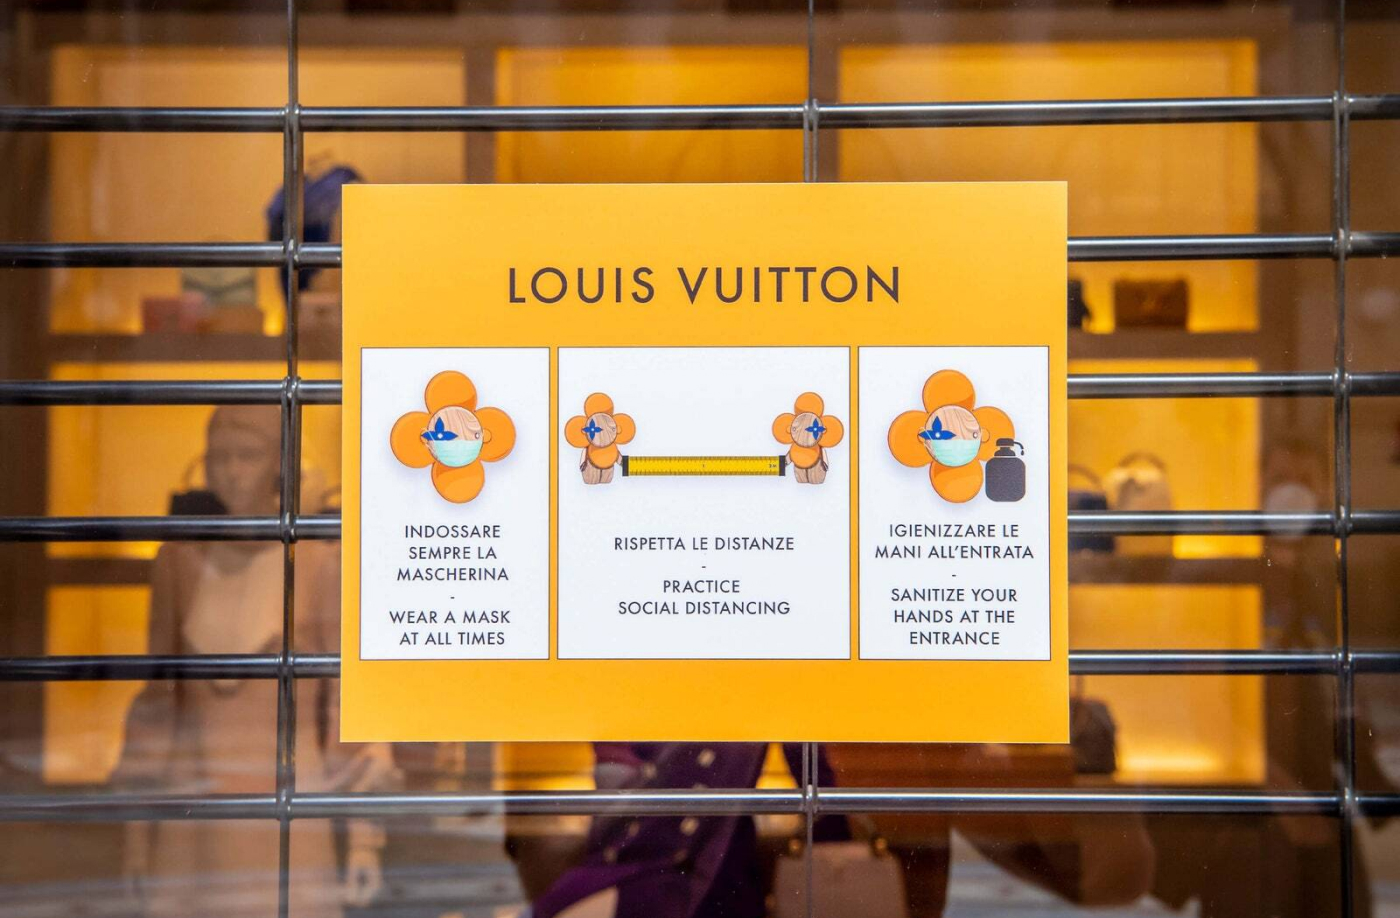 LOUIS VUITTON
INDOSSARE
SEMPRE LA
MASCHERINA
-
WEAR A MASK
AT ALL TIMES
RISPETTA LE DISTANZE
-
PRACTICE
SOCIAL DISTANCING
IGIENIZZARE LE
MANI ALL'ENTRATA
-
SANITIZE YOUR
HANDS AT THE
ENTRANCE